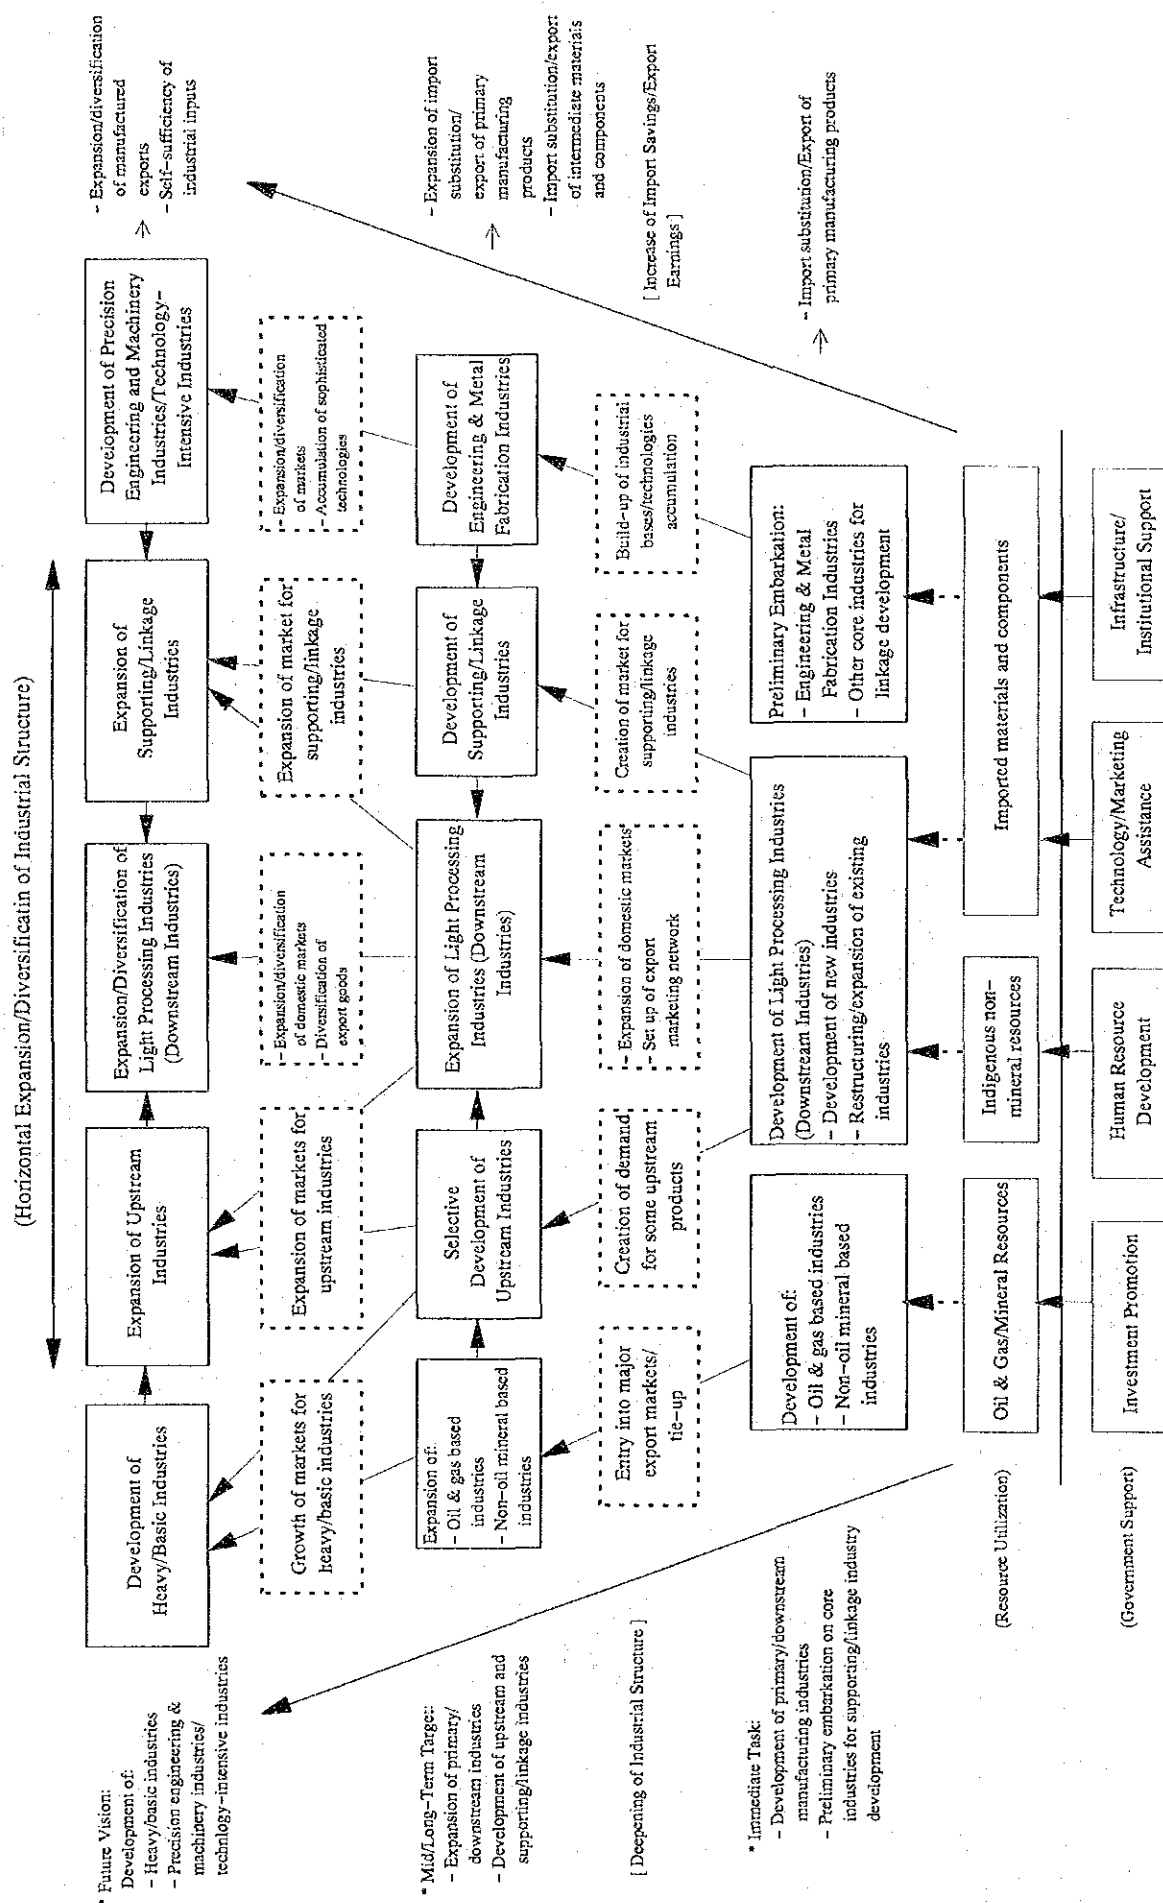 (Horizontal Expansion/Diversificatin of Industrial Structure)
* Future Vision:
Development of:
- Heavy/basic industries
- Precision engineering &
machinery industries/
technlogy-intensive industries
Development of
Heavy/Basic Industries
Expansion of Upstream
Industries
Expansion/Diversification of
Light Processing Industries
(Downstream Industries)
Expansion of
Supporting/Linkage
Industries
Development of Precision
Engineering and Machinery
Industries/Technology-
Intensive Industries
- Expansion/diversification
of manufactured
exports
- Self-sufficiency of
industrial inputs
Growth of markets for
heavy/basic industries
Expansion of markets for
upstream industries
- Expansion/diversification
of domestic markets
- Diversification of
export goods
Expansion of market for
supporting/linkage
industries
- Expansion/diversification
of markets
- Accumulation of sophisticated
technologies
* Mid/Long-Term Target:
- Expansion of primary/
downstream industries
- Development of upstream and
supporting/linkage industries
Expansion of:
- Oil & gas based
industries
- Non-oil mineral based
industries
Selective
Development of
Upstream Industries
Expansion of Light Processing
Industries (Downstream
Industries)
Development of
Supporting/Linkage
Industries
Development of
Engineering & Metal
Fabrication Industries
- Expansion of import
substitution/
export of primary
manufacturing
products
- Import substitution/export
of intermediate materials
and components
[ Deepening of Industrial Structure ]
Entry into major
export markets/
tie-up
Creation of demand
for some upstream
products
- Expansion of domestic markets
- Set up of export
marketing network
Creation of market for
supporting/linkage
industries
Build-up of industrial
bases/technologies
accumulation
[ Increase of Import Savings/Export
Earnings ]
* Immediate Task:
- Development of primary/downstream
manufacturing industries
- Preliminary embarkation on core
industries for supporting/linkage industry
development
Development of:
- Oil & gas based industries
- Non-oil mineral based
industries
Development of Light Processing Industries
(Downstream Industries)
- Development of new industries
- Restructuring/expansion of existing
industries
Preliminary Embarkation:
- Engineering & Metal
Fabrication Industries
- Other core industries for
linkage development
- Import substitution/Export of
primary manufacturing products
(Resource Utilization)
Oil & Gas/Mineral Resources
Indigenous non-
mineral resources
Imported materials and components
(Government Support)
Investment Promotion
Human Resource
Development
Technology/Marketing
Assistance
Infrastructure/
Institutional Support